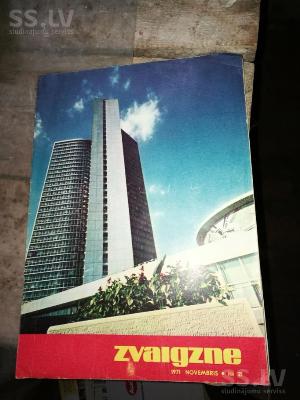 SS.LV
sludinājumu serviss
zvaigzne
1971 NOVEMBRIS
SS.LV
sludinājumu serviss